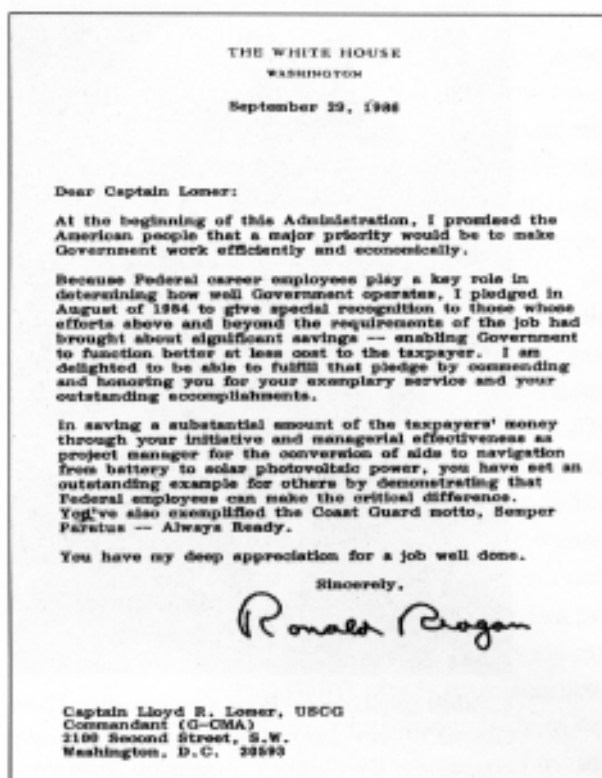 THE WHITE HOUSE
WASHINGTON
September 29, 1986
Dear Captain Lomer:
At the beginning of this Administration, I promised the
American people that a major priority would be to make
Government work efficiently and economically.
Because Federal career employees play a key role in
determining how well Government operates, I pledged in
August of 1984 to give special recognition to those whose
efforts above and beyond the requirements of the job had
brought about significant savings -- enabling Government
to function better at less cost to the taxpayer. I am
delighted to be able to fulfill that pledge by commending
and honoring you for your exemplary service and your
outstanding accomplishments.
In saving a substantial amount of the taxpayers' money
through your initiative and managerial effectiveness as
project manager for the conversion of aids to navigation
from battery to solar photovoltaic power, you have set an
outstanding example for others by demonstrating that
Federal employees can make the critical difference.
You've also exemplified the Coast Guard motto, Semper
Paratus -- Always Ready.
You have my deep appreciation for a job well done.
Sincerely,
Ronald Reagan
Captain Lloyd R. Lomer, USCG
Commandant (G-CMA)
2100 Second Street, S.W.
Washington, D.C. 20593